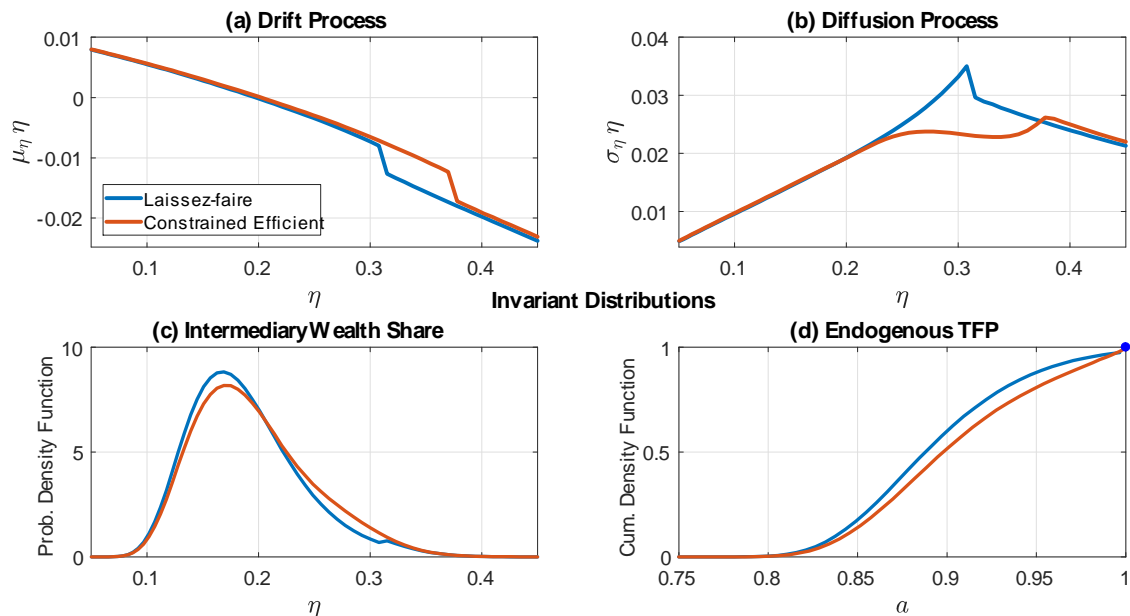 (a) Drift Process
0.01
0
-0.01
-0.02
μ_η η
Laissez-faire
Constrained Efficient
0.1 0.2 0.3 0.4
η
(b) Diffusion Process
0.04
0.03
0.02
0.01
σ_η η
0.1 0.2 0.3 0.4
η
Invariant Distributions
(c) Intermediary Wealth Share
10
5
0
Prob. Density Function
0.1 0.2 0.3 0.4
η
(d) Endogenous TFP
1
0.5
0
Cum. Density Function
0.75 0.8 0.85 0.9 0.95 1
a